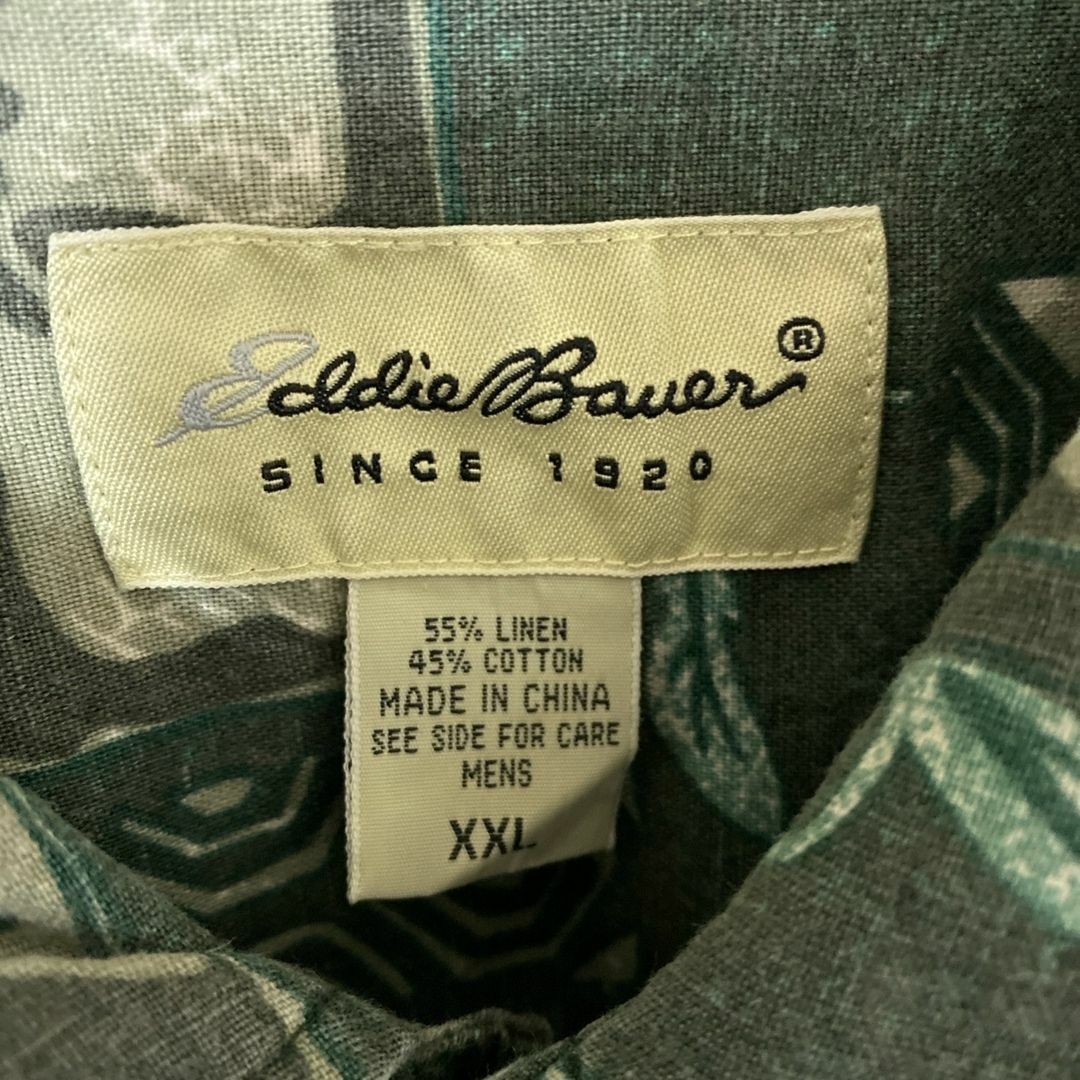 Eddie Bauer®
SINCE 1920
55% LINEN
45% COTTON
MADE IN CHINA
SEE SIDE FOR CARE
MENS
XXL